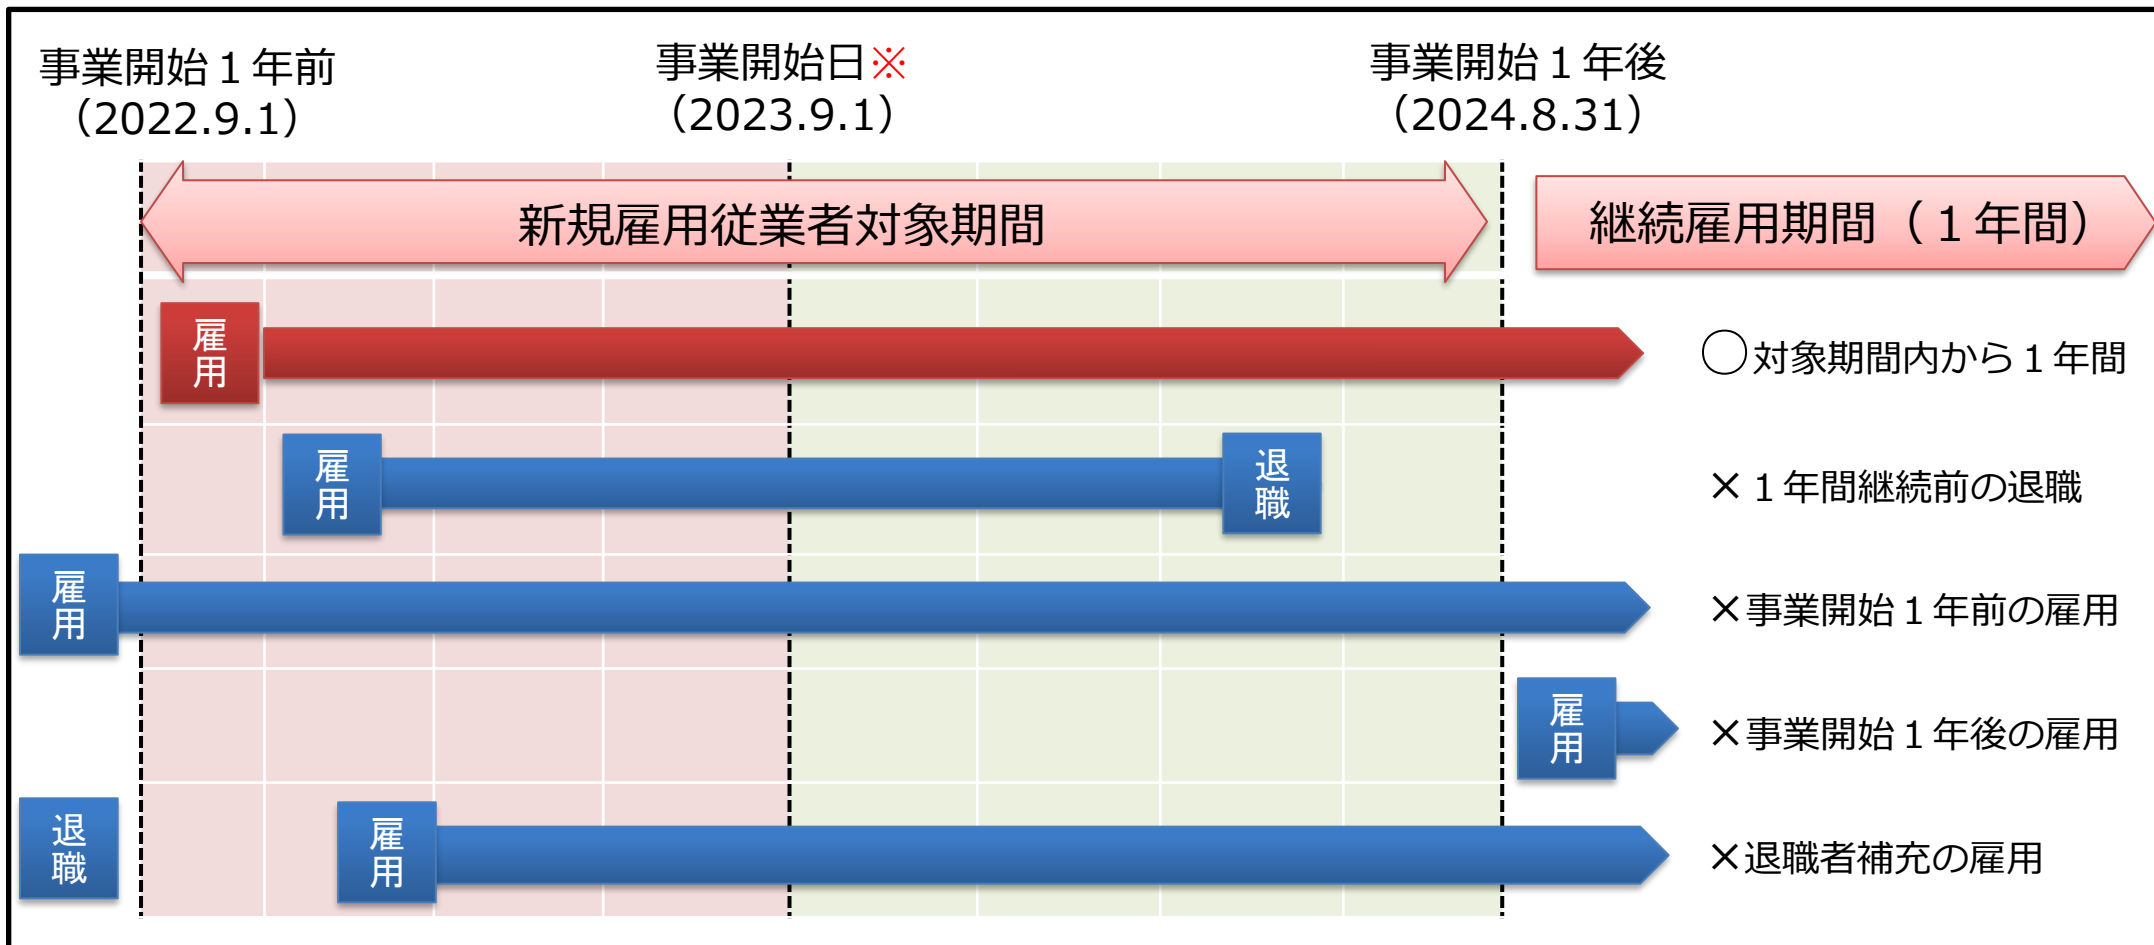 事業開始１年前
（2022.9.1）
事業開始日※
（2023.9.1）
事業開始１年後
（2024.8.31）
新規雇用従業者対象期間
継続雇用期間（１年間）
雇用
○対象期間内から１年間
雇用
退職
×１年間継続前の退職
雇用
×事業開始１年前の雇用
雇用
×事業開始１年後の雇用
退職
雇用
×退職者補充の雇用